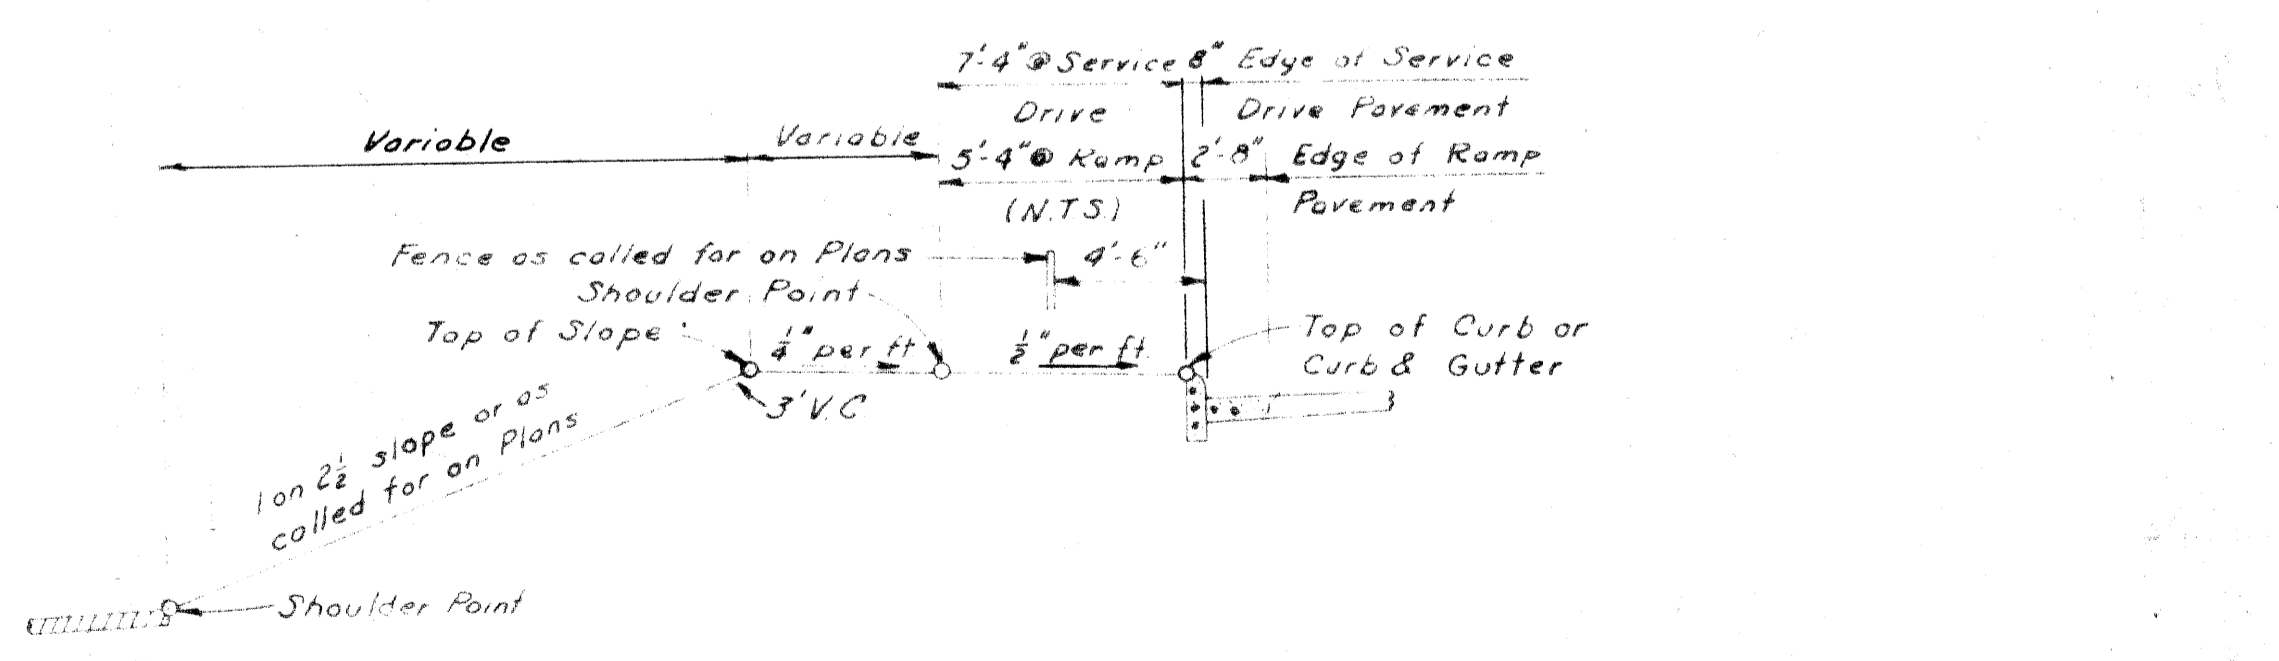 7'-4" @ Service 8" Edge of Service
Drive Drive Pavement
Variable Variable
5'-4" @ Ramp 2'-8" Edge of Ramp
(N.T.S.) Pavement
Fence as called for on Plans 4'-6"
Shoulder Point
Top of Slope 1/4" per ft 1/2" per ft. Top of Curb or
Curb & Gutter
3' V.C
1 on 2 1/2 slope or as
called for on Plans
Shoulder Point